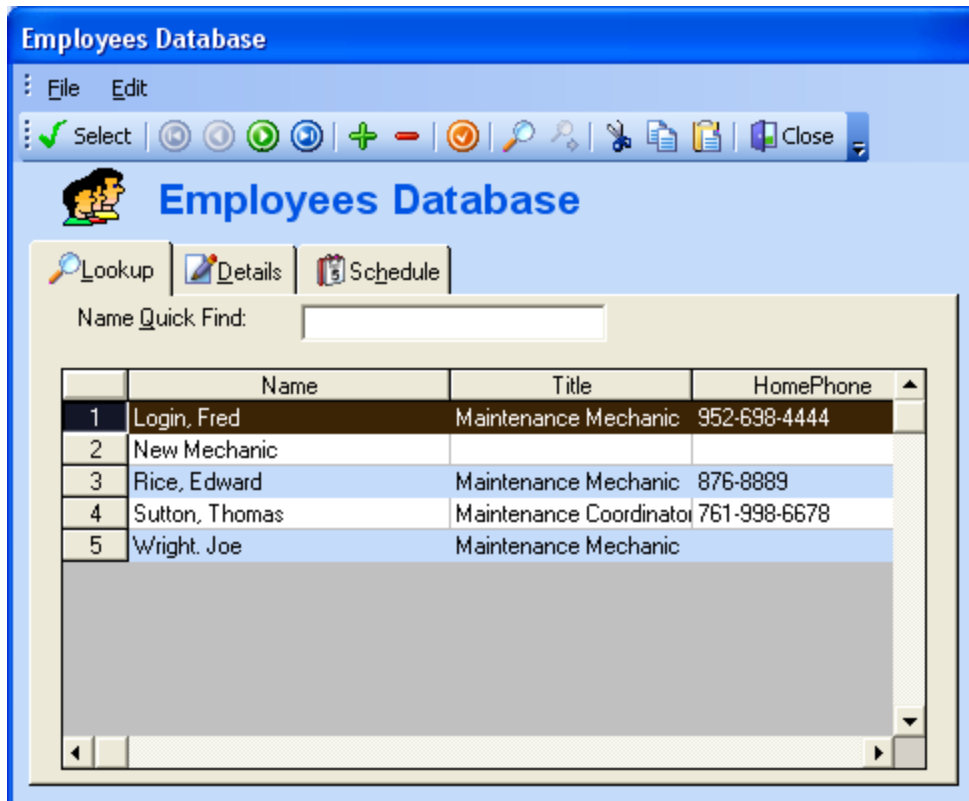 Employees Database
File Edit
Select Close
Employees Database
Lookup Details Schedule
Name Quick Find:
Name Title HomePhone
1 Login, Fred Maintenance Mechanic 952-698-4444
2 New Mechanic
3 Rice, Edward Maintenance Mechanic 876-8889
4 Sutton, Thomas Maintenance Coordinator 761-998-6678
5 Wright. Joe Maintenance Mechanic